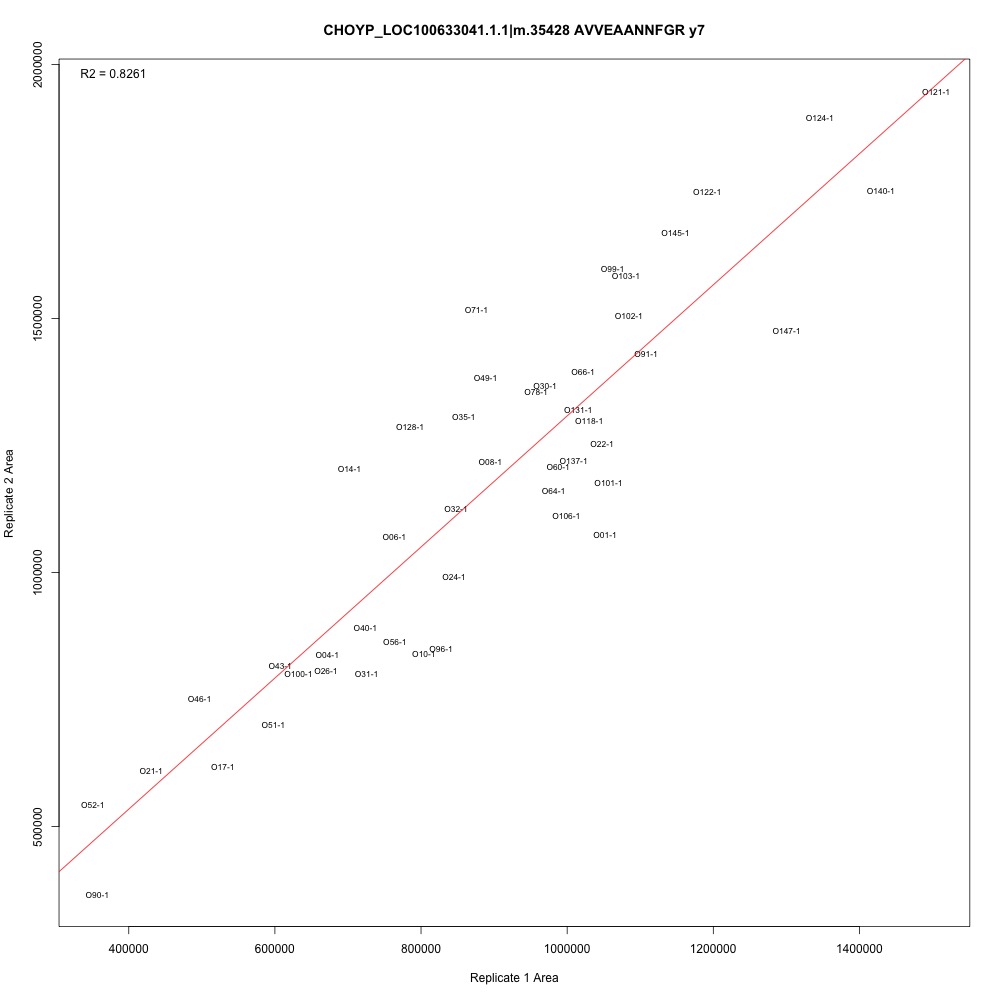 CHOYP_LOC100633041.1.1|m.35428 AVVEAANNFGR y7
R2 = 0.8261
2000000
1500000
1000000
500000
Replicate 2 Area
O121-1
O124-1
O122-1
O140-1
O145-1
O99-1
O103-1
O71-1
O102-1
O147-1
O91-1
O66-1
O49-1
O30-1
O78-1
O131-1
O35-1
O118-1
O128-1
O22-1
O08-1
O137-1
O60-1
O14-1
O101-1
O64-1
O32-1
O106-1
O06-1
O01-1
O24-1
O40-1
O56-1
O96-1
O10-1
O04-1
O43-1
O26-1
O100-1
O31-1
O46-1
O51-1
O17-1
O21-1
O52-1
O90-1
400000 600000 800000 1000000 1200000 1400000
Replicate 1 Area